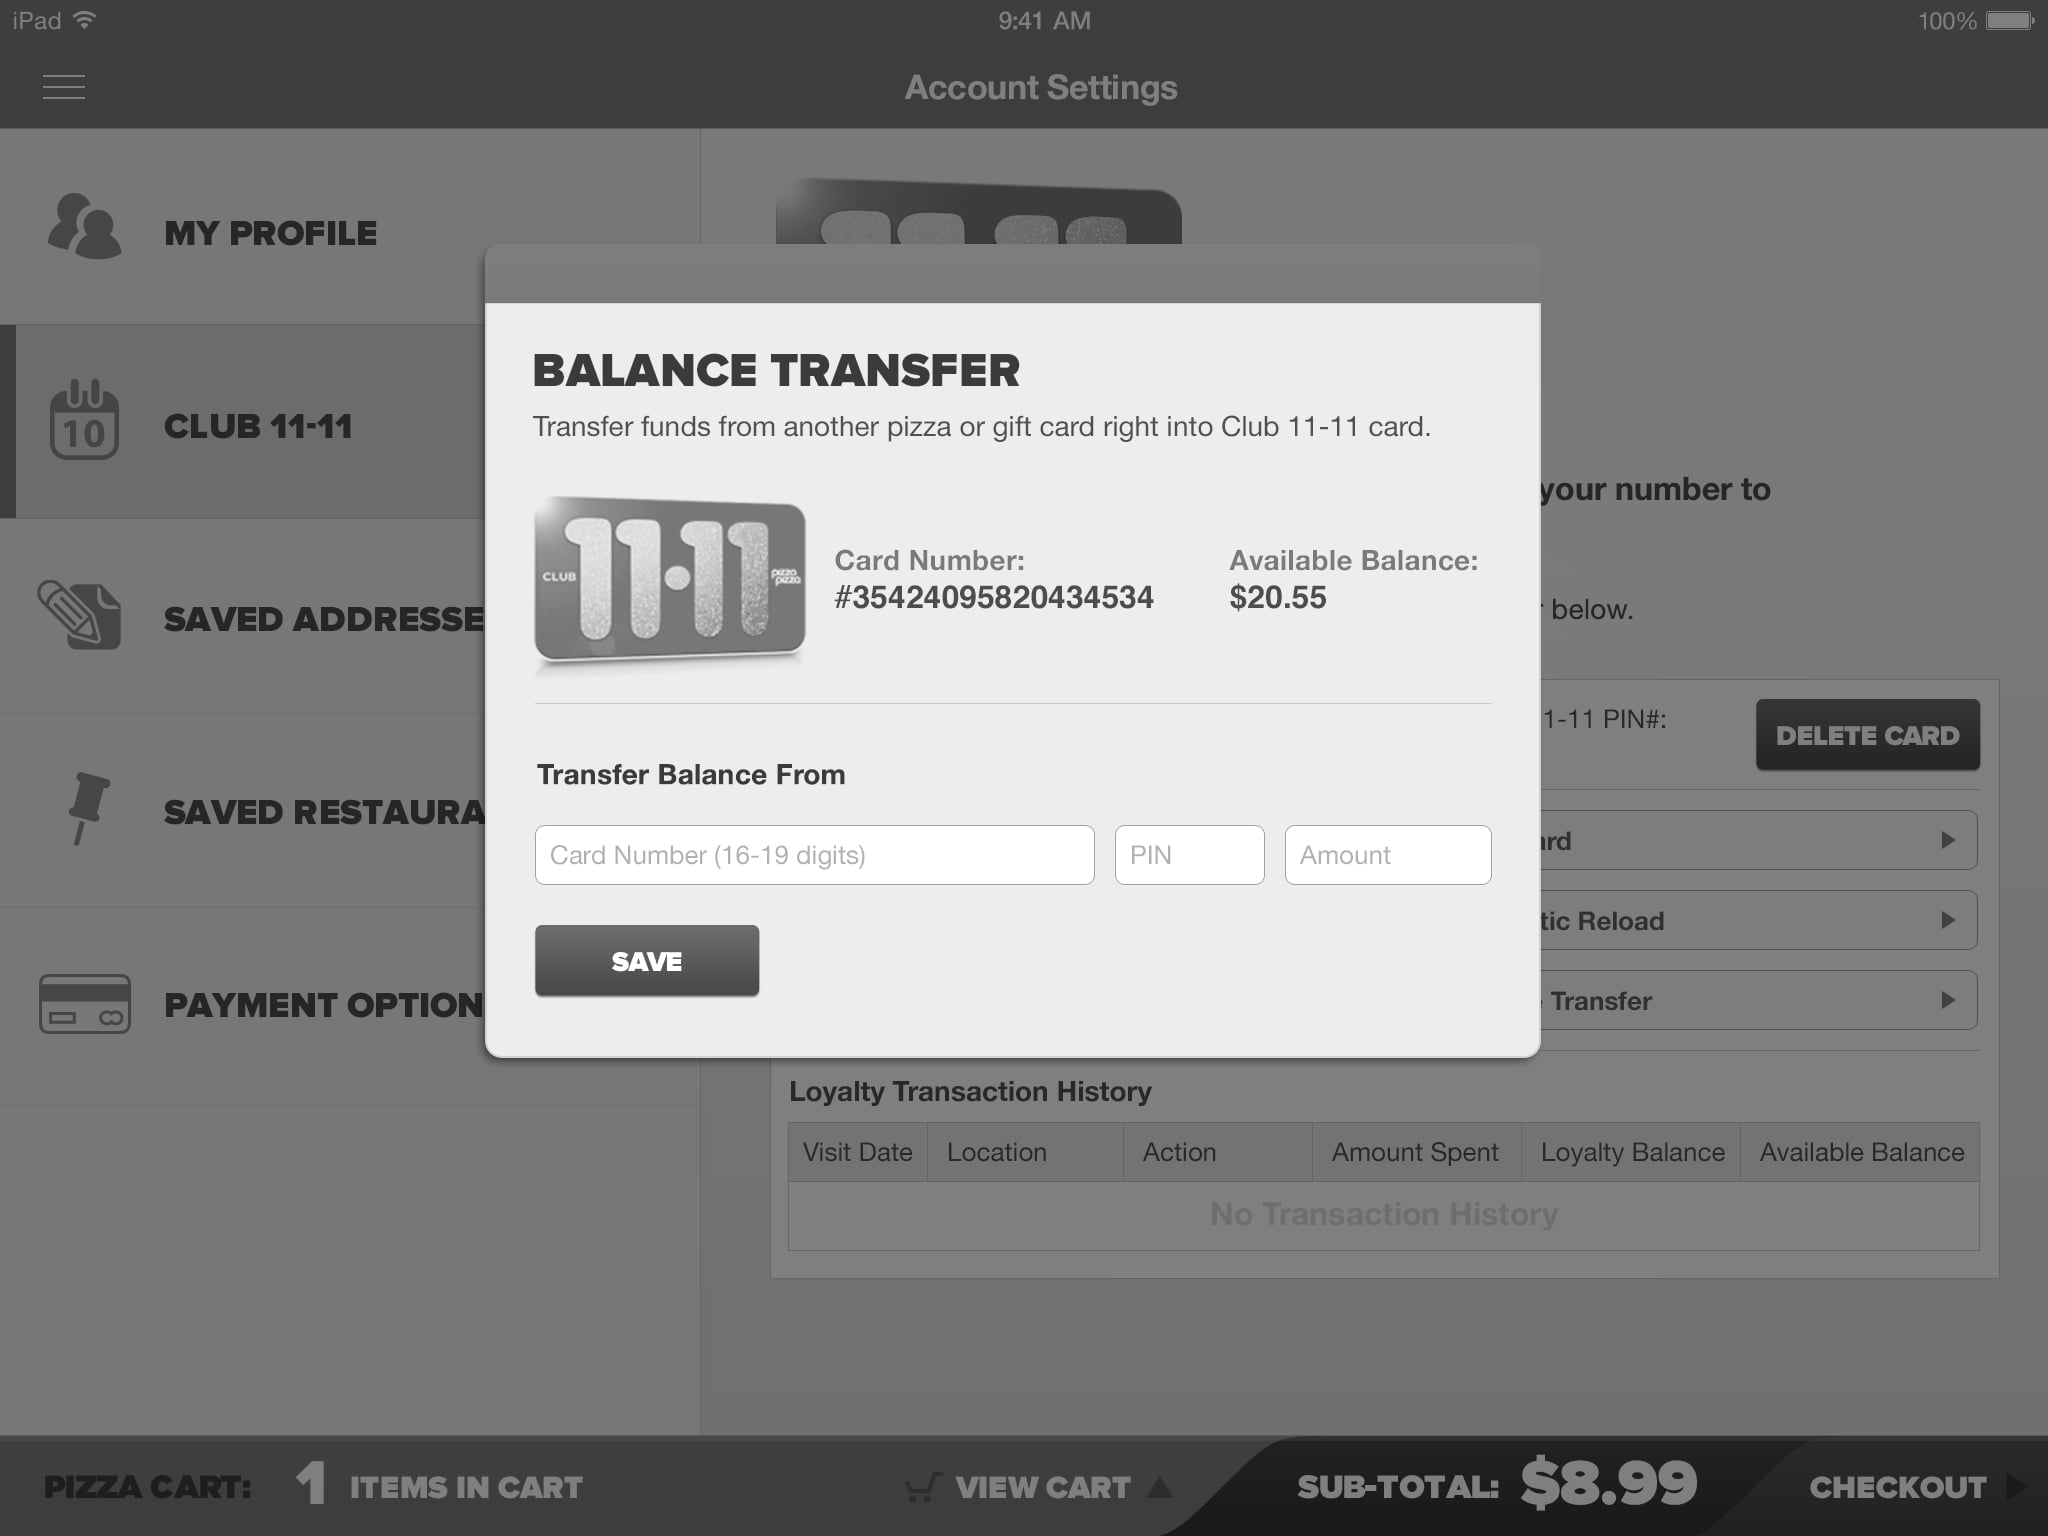 iPad 9:41 AM 100%
Account Settings
MY PROFILE
CLUB 11-11
10
SAVED ADDRESSE
SAVED RESTAURA
PAYMENT OPTION
BALANCE TRANSFER
Transfer funds from another pizza or gift card right into Club 11-11 card.
CLUB 11·11 pizza pizza
Card Number:
#35424095820434534
Available Balance:
$20.55
Transfer Balance From
Card Number (16-19 digits) PIN Amount
SAVE
your number to
below.
1-11 PIN#:
DELETE CARD
rd
tic Reload
Transfer
Loyalty Transaction History
Visit Date Location Action Amount Spent Loyalty Balance Available Balance
No Transaction History
PIZZA CART: 1 ITEMS IN CART VIEW CART SUB-TOTAL: $8.99 CHECKOUT